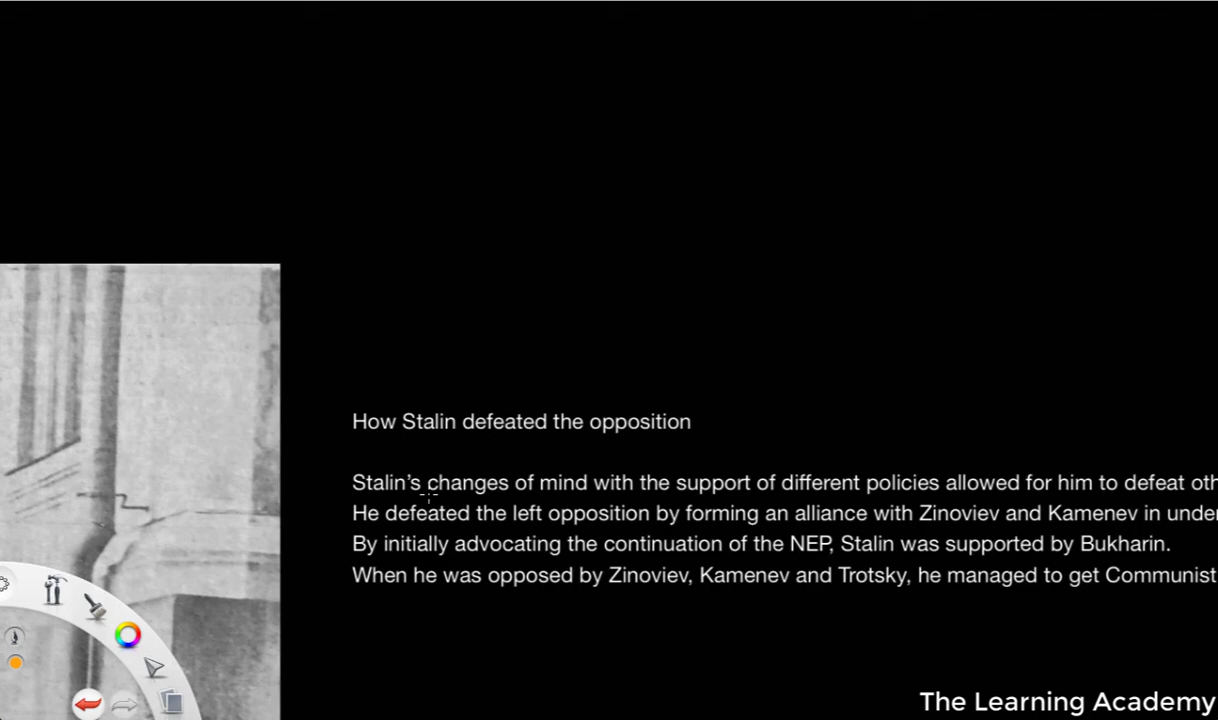 How Stalin defeated the opposition
Stalin's changes of mind with the support of different policies allowed for him to defeat
He defeated the left opposition by forming an alliance with Zinoviev and Kamenev in
By initially advocating the continuation of the NEP, Stalin was supported by Bukharin.
When he was opposed by Zinoviev, Kamenev and Trotsky, he managed to get Communist
The Learning Academy